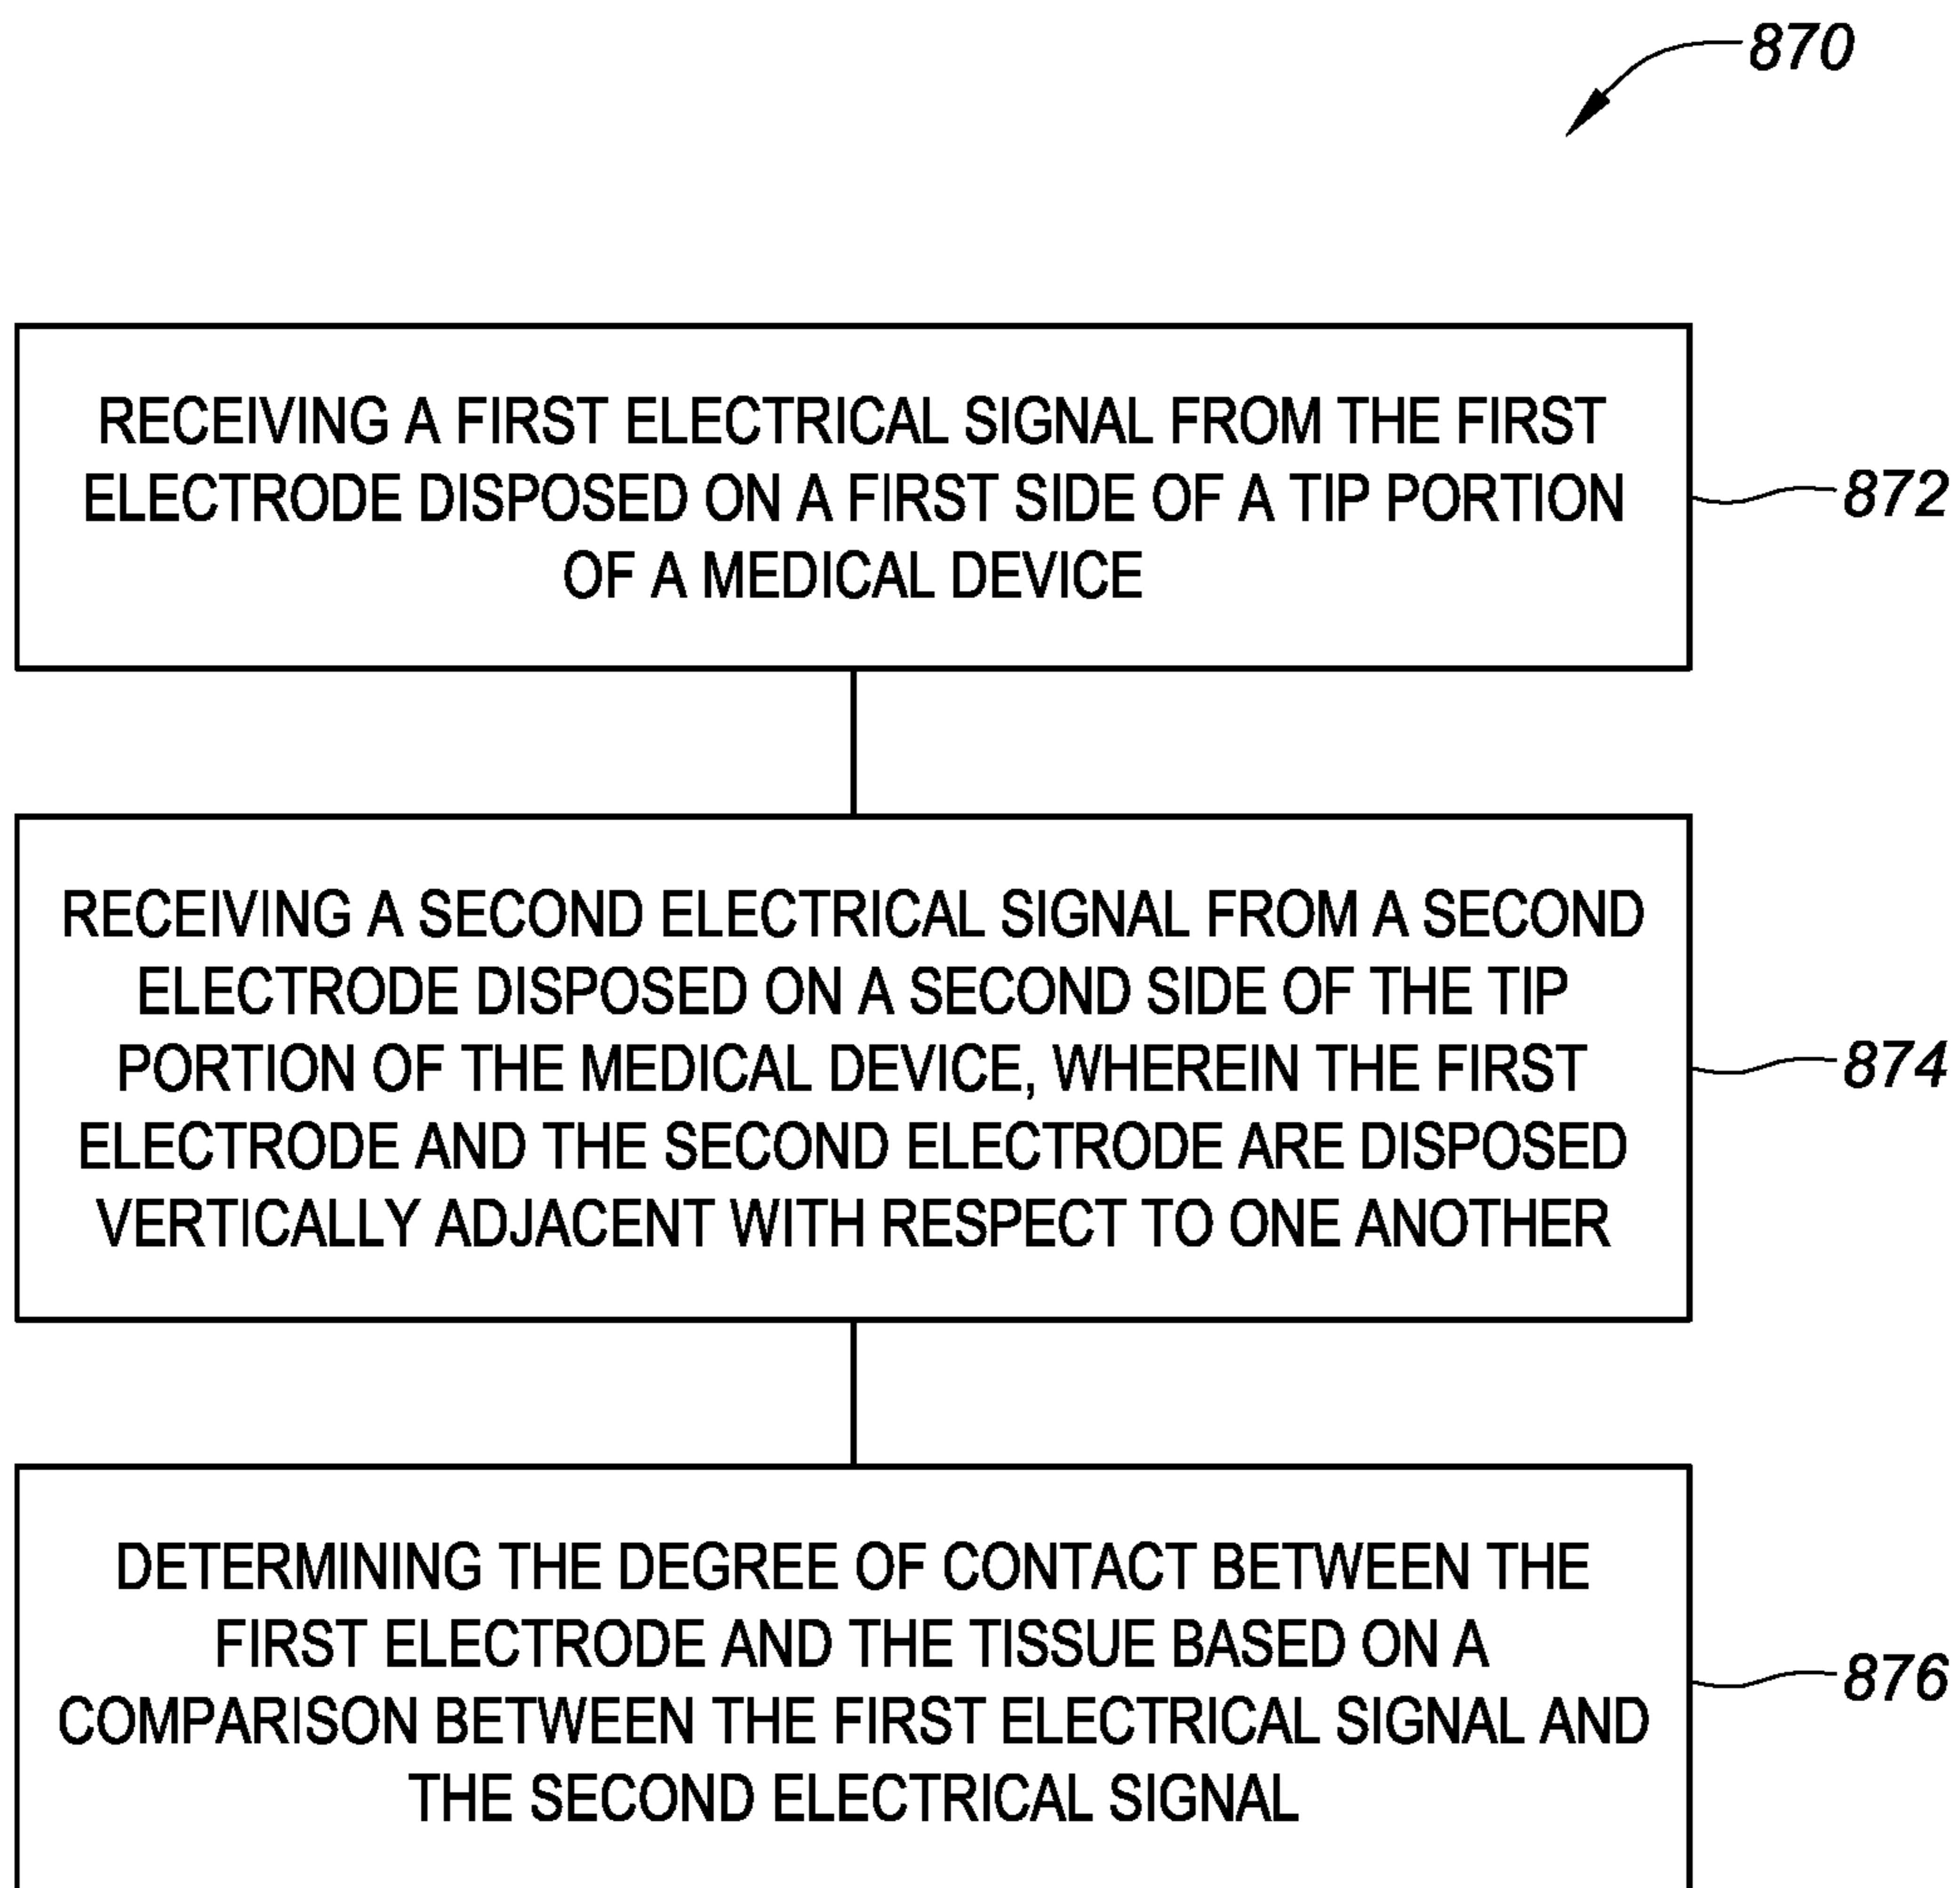 870
RECEIVING A FIRST ELECTRICAL SIGNAL FROM THE FIRST
ELECTRODE DISPOSED ON A FIRST SIDE OF A TIP PORTION
OF A MEDICAL DEVICE
872
RECEIVING A SECOND ELECTRICAL SIGNAL FROM A SECOND
ELECTRODE DISPOSED ON A SECOND SIDE OF THE TIP
PORTION OF THE MEDICAL DEVICE, WHEREIN THE FIRST
ELECTRODE AND THE SECOND ELECTRODE ARE DISPOSED
VERTICALLY ADJACENT WITH RESPECT TO ONE ANOTHER
874
DETERMINING THE DEGREE OF CONTACT BETWEEN THE
FIRST ELECTRODE AND THE TISSUE BASED ON A
COMPARISON BETWEEN THE FIRST ELECTRICAL SIGNAL AND
THE SECOND ELECTRICAL SIGNAL
876